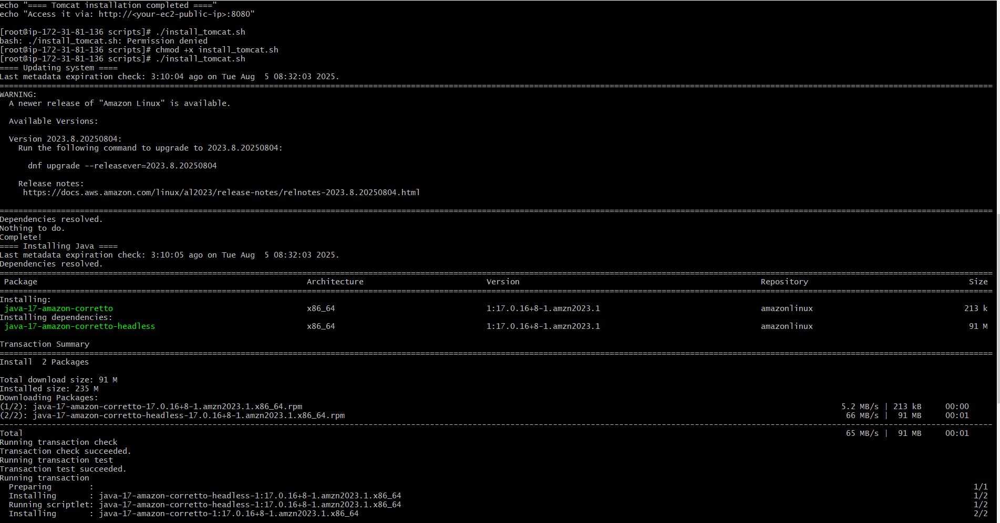 echo "==== Tomcat installation completed ===="
echo "Access it via: http://<your-ec2-public-ip>:8080"
[root@ip-172-31-81-136 scripts]# ./install_tomcat.sh
bash: ./install_tomcat.sh: Permission denied
[root@ip-172-31-81-136 scripts]# chmod +x install_tomcat.sh
[root@ip-172-31-81-136 scripts]# ./install_tomcat.sh
==== Updating system ====
Last metadata expiration check: 3:10:04 ago on Tue Aug  5 08:32:03 2025.
WARNING:
A newer release of "Amazon Linux" is available.
Available Versions:
Version 2023.8.20250804:
Run the following command to upgrade to 2023.8.20250804:
dnf upgrade --releasever=2023.8.20250804
Release notes:
https://docs.aws.amazon.com/linux/al2023/release-notes/relnotes-2023.8.20250804.html
Dependencies resolved.
Nothing to do.
Complete!
==== Installing Java ====
Last metadata expiration check: 3:10:05 ago on Tue Aug  5 08:32:03 2025.
Dependencies resolved.
Package Architecture Version Repository Size
Installing:
java-17-amazon-corretto x86_64 1:17.0.16+8-1.amzn2023.1 amazonlinux 213 k
Installing dependencies:
java-17-amazon-corretto-headless x86_64 1:17.0.16+8-1.amzn2023.1 amazonlinux 91 M
Transaction Summary
Install  2 Packages
Total download size: 91 M
Installed size: 235 M
Downloading Packages:
(1/2): java-17-amazon-corretto-17.0.16+8-1.amzn2023.1.x86_64.rpm 5.2 MB/s | 213 kB 00:00
(2/2): java-17-amazon-corretto-headless-17.0.16+8-1.amzn2023.1.x86_64.rpm 66 MB/s | 91 MB 00:01
Total 65 MB/s | 91 MB 00:01
Running transaction check
Transaction check succeeded.
Running transaction test
Transaction test succeeded.
Running transaction
Preparing : 1/1
Installing : java-17-amazon-corretto-headless-1:17.0.16+8-1.amzn2023.1.x86_64 1/2
Running scriptlet: java-17-amazon-corretto-headless-1:17.0.16+8-1.amzn2023.1.x86_64 1/2
Installing : java-17-amazon-corretto-1:17.0.16+8-1.amzn2023.1.x86_64 2/2